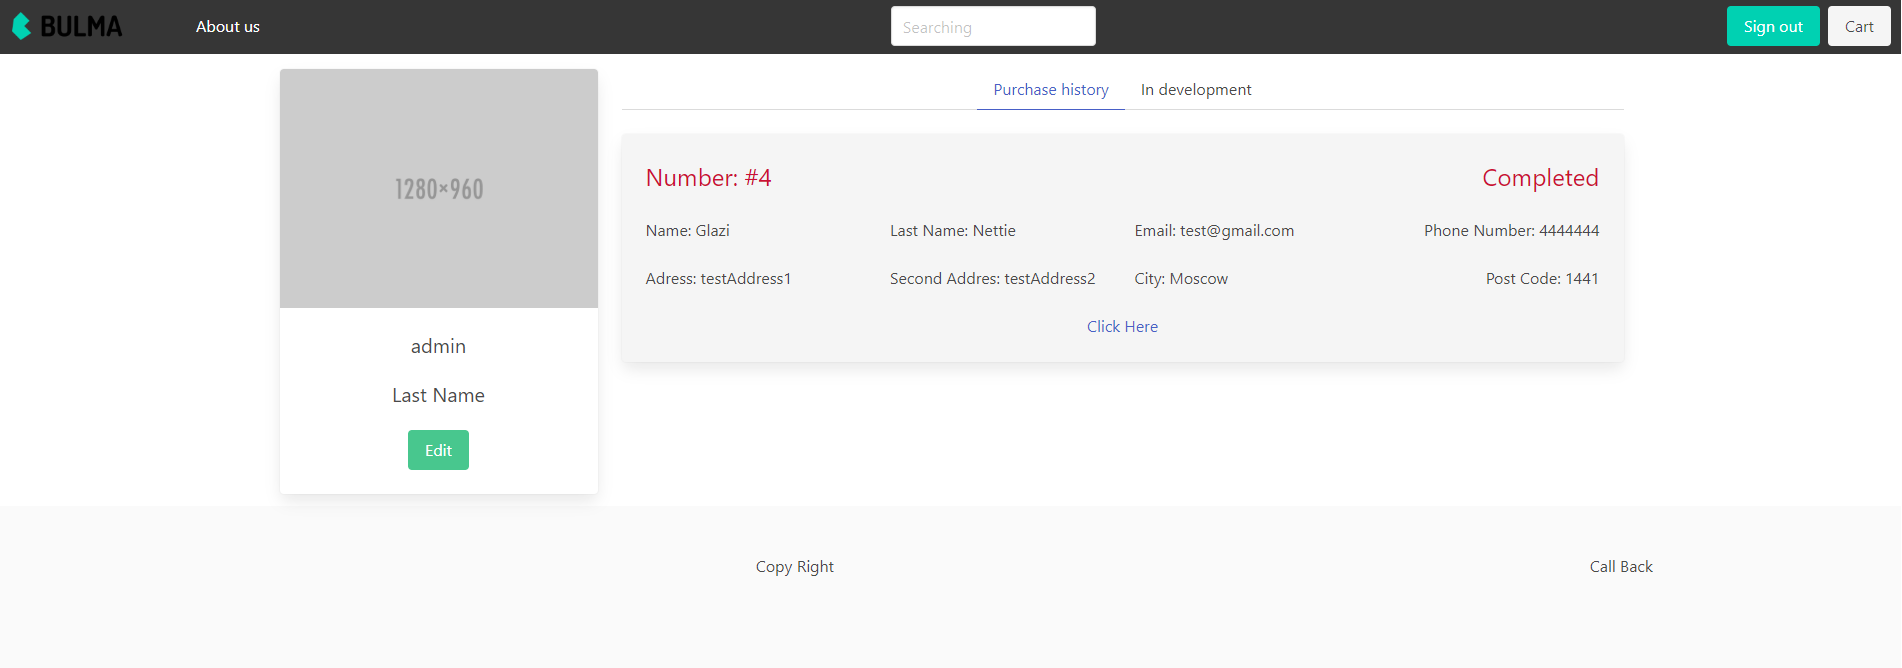 BULMA About us Searching Sign out Cart
1280×960
admin
Last Name
Edit
Purchase history In development
Number: #4 Completed
Name: Glazi Last Name: Nettie Email: test@gmail.com Phone Number: 4444444
Adress: testAddress1 Second Addres: testAddress2 City: Moscow Post Code: 1441
Click Here
Copy Right Call Back